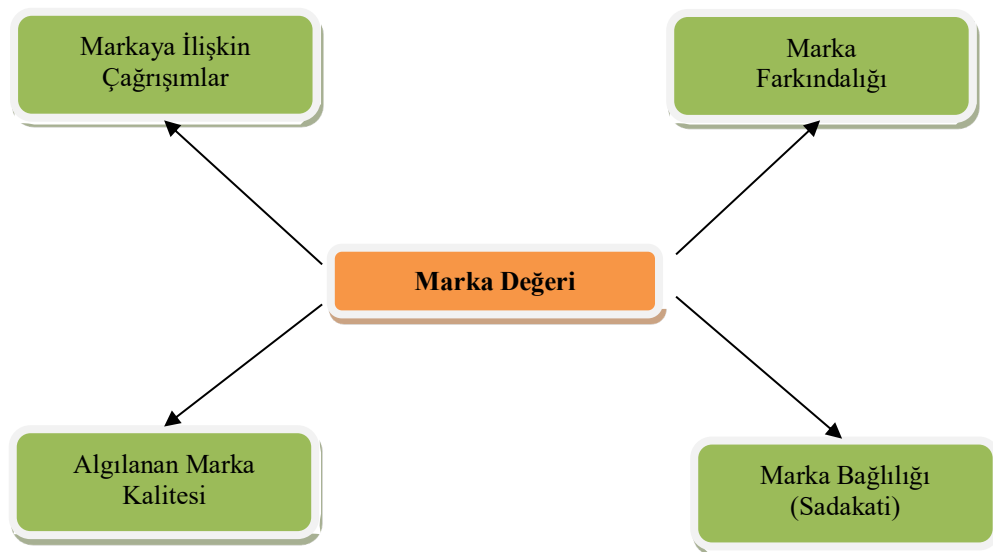 Markaya İlişkin
Çağrışımlar
Marka
Farkındalığı
Marka Değeri
Algılanan Marka
Kalitesi
Marka Bağlılığı
(Sadakati)